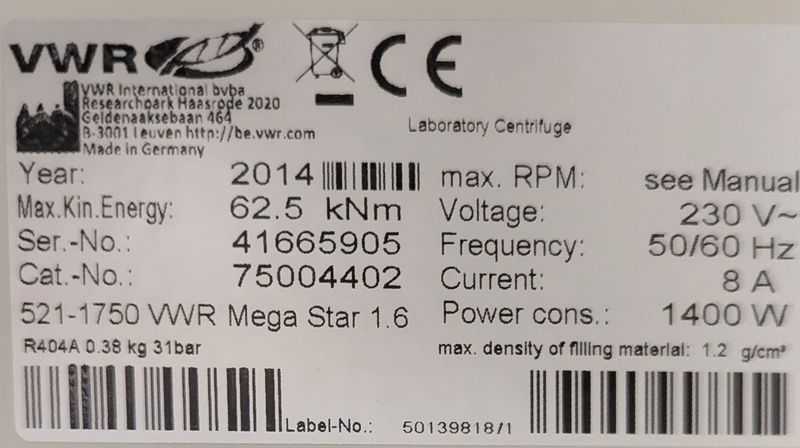 VWR®
CE
VWR International bvba
Researchpark Haasrode 2020
Geldenaaksebaan 464
B-3001 Leuven http://be.vwr.com
Made in Germany
Laboratory Centrifuge
Year: 2014
Max.Kin.Energy: 62.5 kNm
Ser.-No.: 41665905
Cat.-No.: 75004402
521-1750 VWR Mega Star 1.6
R404A 0.38 kg 31bar
max. RPM: see Manual
Voltage: 230 V~
Frequency: 50/60 Hz
Current: 8 A
Power cons.: 1400 W
max. density of filling material: 1.2 g/cm³
Label-No.: 50139818/1